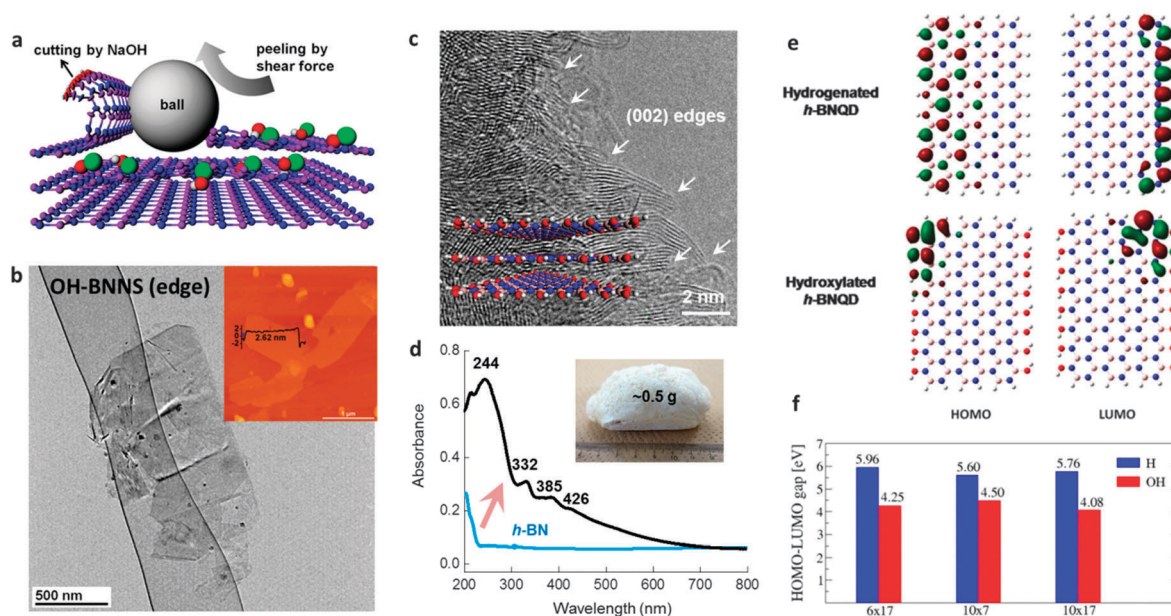 a
cutting by NaOH
peeling by
shear force
ball
b
OH-BNNS (edge)
2
0
-2
2.62 nm
1 μm
500 nm
c
(002) edges
2 nm
d
0.8
0.6
0.4
0.2
0.0
Absorbance
244
332
385
426
h-BN
~0.5 g
200
300
400
500
600
700
800
Wavelength (nm)
e
Hydrogenated
h-BNQD
Hydroxylated
h-BNQD
HOMO
LUMO
f
HOMO-LUMO gap [eV]
7
6
5
4
3
2
1
5.96
4.25
5.60
4.50
5.76
4.08
H
OH
6x17
10x7
10x17